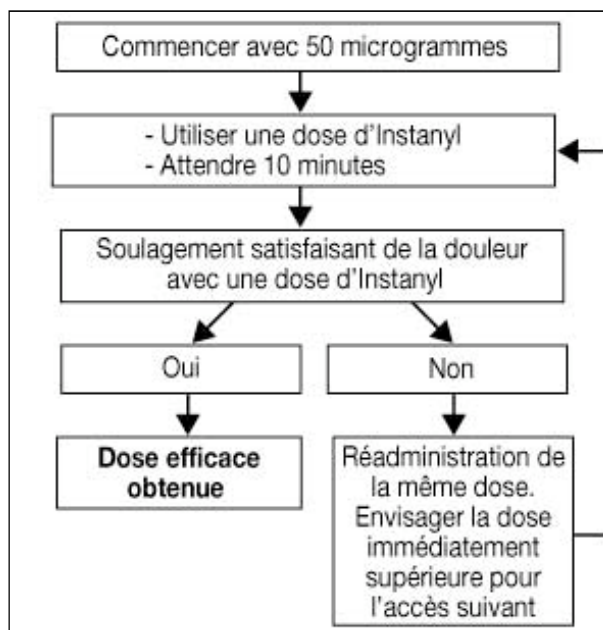 Commencer avec 50 microgrammes
- Utiliser une dose d'Instanyl
- Attendre 10 minutes
Soulagement satisfaisant de la douleur
avec une dose d'Instanyl
Oui
Non
Dose efficace
obtenue
Réadministration de
la même dose.
Envisager la dose
immédiatement
supérieure pour
l'accès suivant